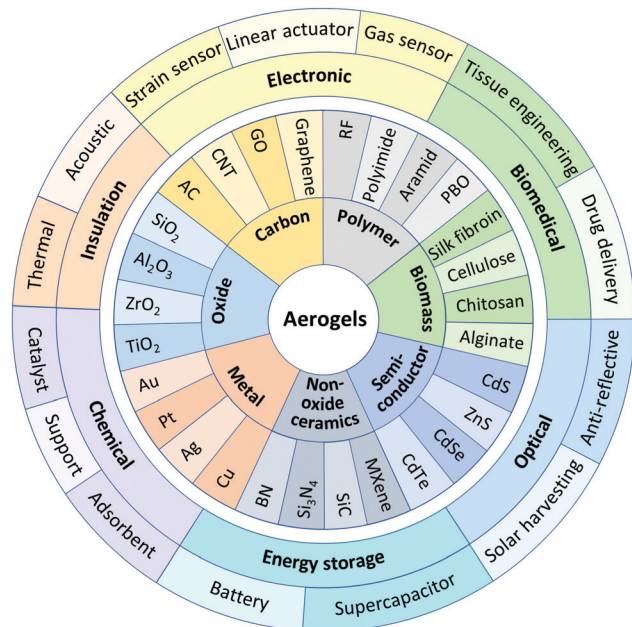 Strain sensor
Linear actuator
Gas sensor
Tissue engineering
Drug delivery
Anti-reflective
Solar harvesting
Supercapacitor
Battery
Adsorbent
Support
Catalyst
Thermal
Acoustic
Electronic
Biomedical
Optical
Energy storage
Chemical
Insulation
AC
CNT
GO
Graphene
RF
Polyimide
Aramid
PBO
Silk fibroin
Cellulose
Chitosan
Alginate
CdS
ZnS
CdSe
CdTe
MXene
SiC
Si₃N₄
BN
Cu
Ag
Pt
Au
TiO₂
ZrO₂
Al₂O₃
SiO₂
Carbon
Polymer
Biomass
Semi-
conductor
Non-
oxide
ceramics
Metal
Oxide
Aerogels